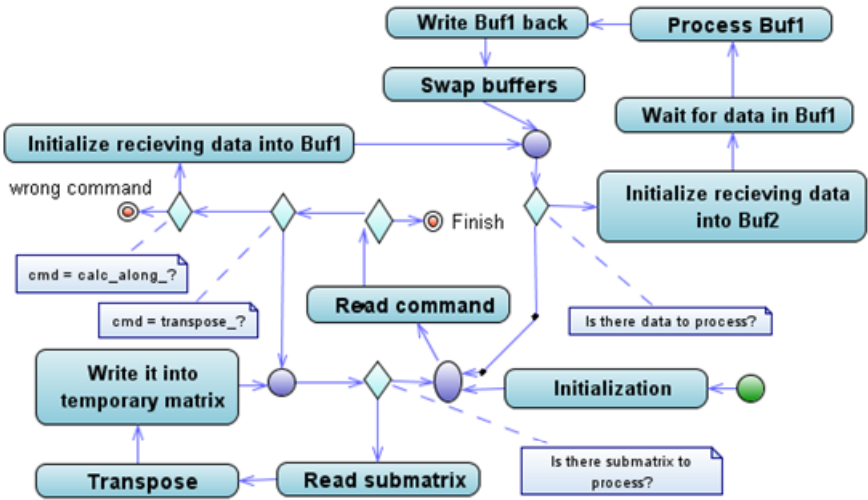 Write Buf1 back
Process Buf1
Swap buffers
Wait for data in Buf1
Initialize recieving data into Buf1
wrong command
Finish
Initialize recieving data
into Buf2
cmd = calc_along_?
cmd = transpose_?
Read command
Is there data to process?
Write it into
temporary matrix
Initialization
Transpose
Read submatrix
Is there submatrix to
process?